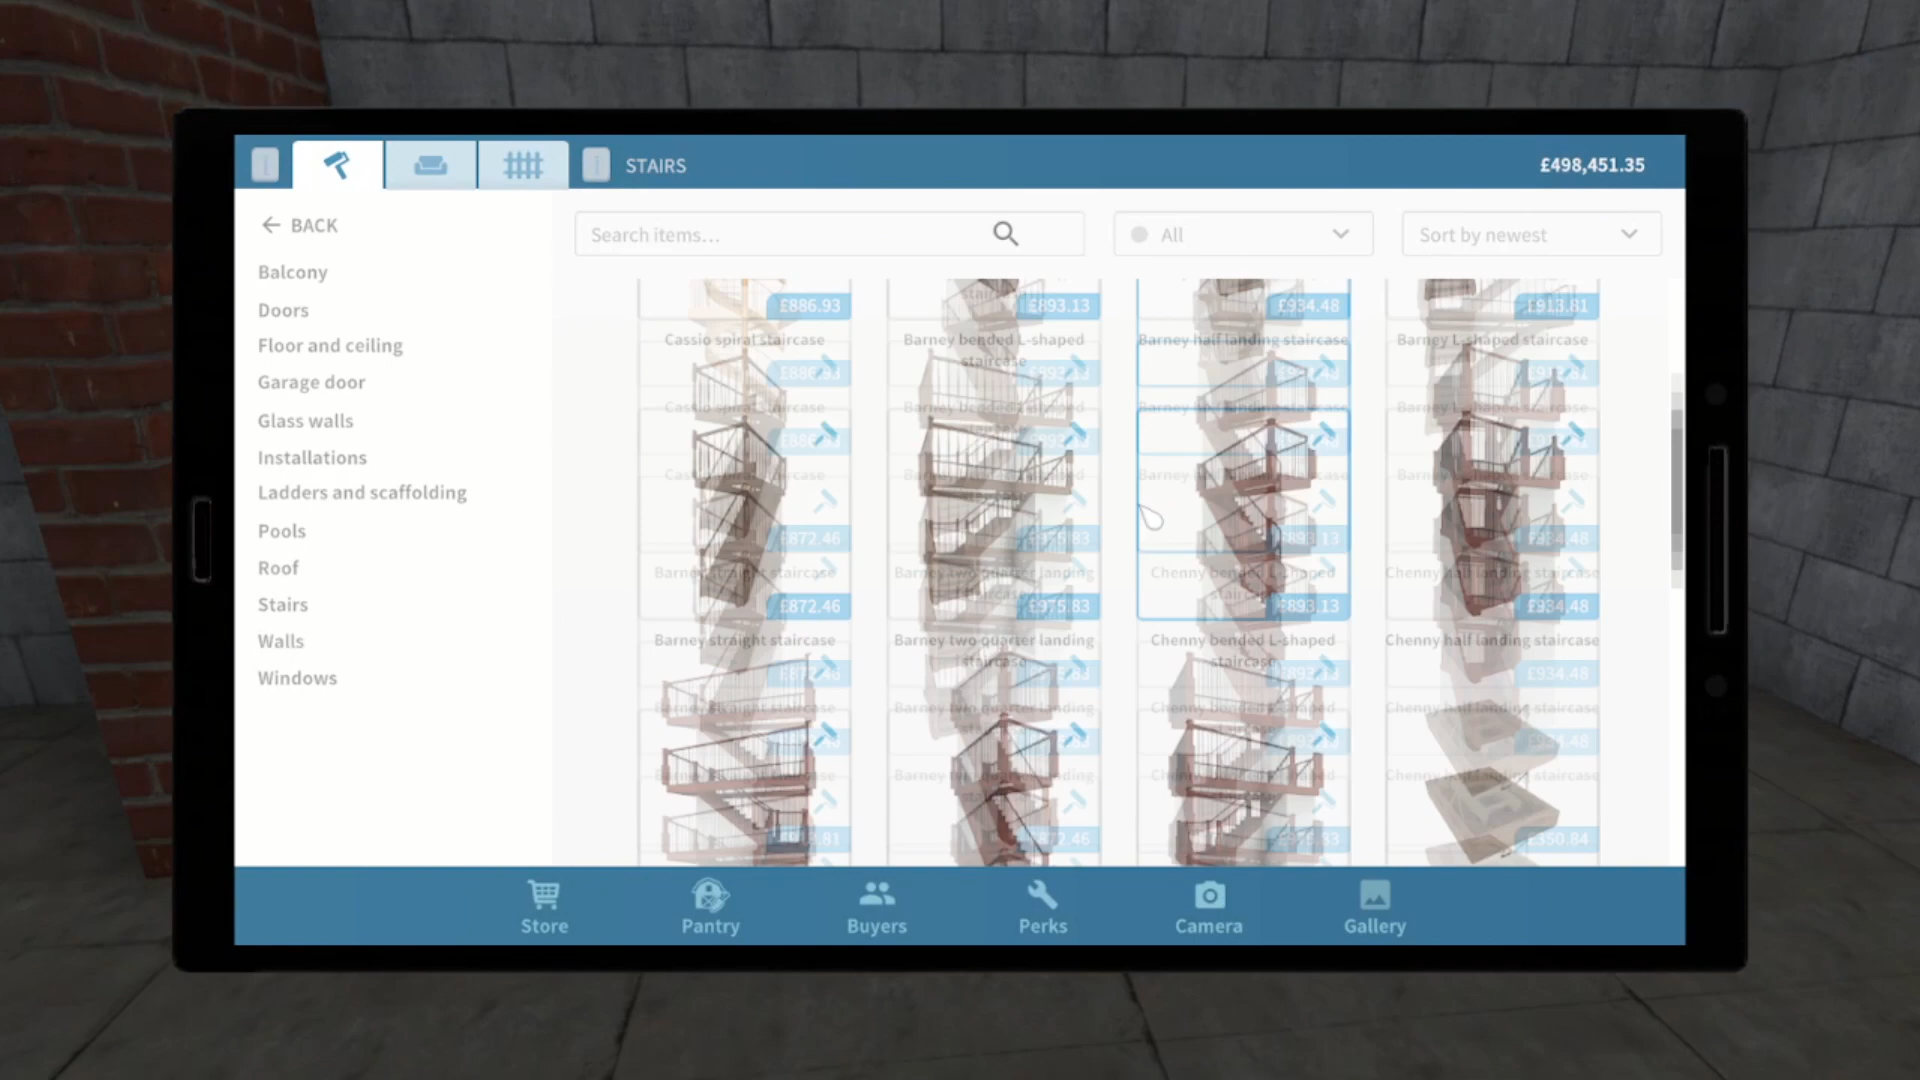 STAIRS
£498,451.35
BACK
Search items...
All
Sort by newest
Balcony
Doors
Floor and ceiling
Garage door
Glass walls
Installations
Ladders and scaffolding
Pools
Roof
Stairs
Walls
Windows
£886.93
£893.13
£934.48
£913.81
Cassio spiral staircase
Barney bended L-shaped
staircase
Barney half landing staircase
Barney L-shaped staircase
£872.46
£975.83
£893.13
£934.48
Barney straight staircase
Barney two quarter landing
staircase
Chenny bended L-shaped
staircase
Chenny half landing staircase
Store
Pantry
Buyers
Perks
Camera
Gallery